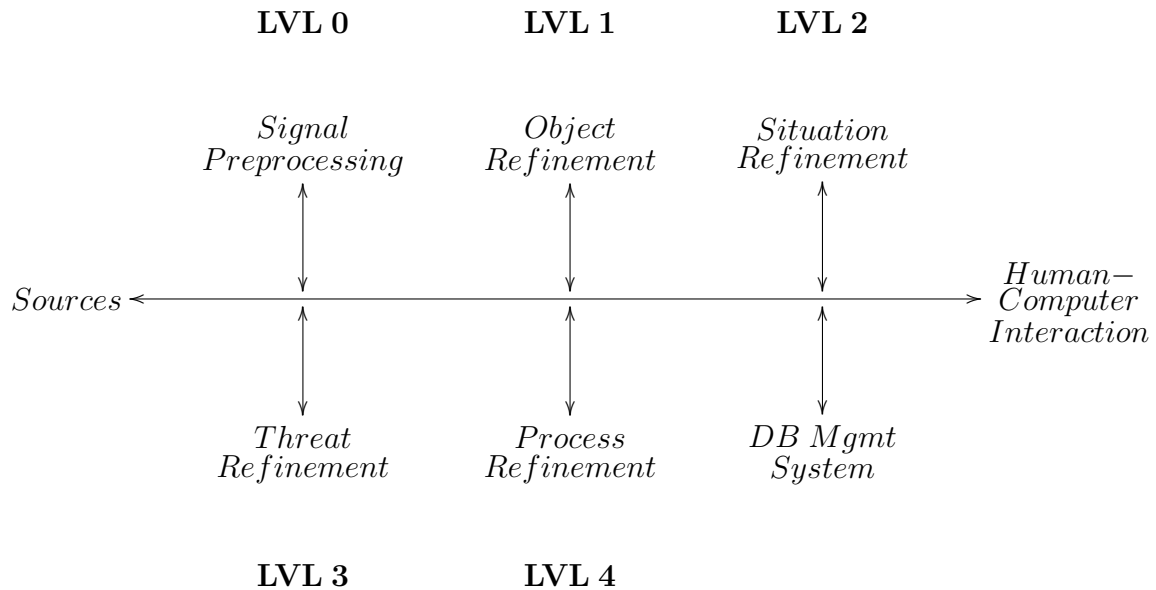 LVL 0
LVL 1
LVL 2
Signal
Preprocessing
Object
Refinement
Situation
Refinement
Sources
Human−
Computer
Interaction
Threat
Refinement
Process
Refinement
DB Mgmt
System
LVL 3
LVL 4